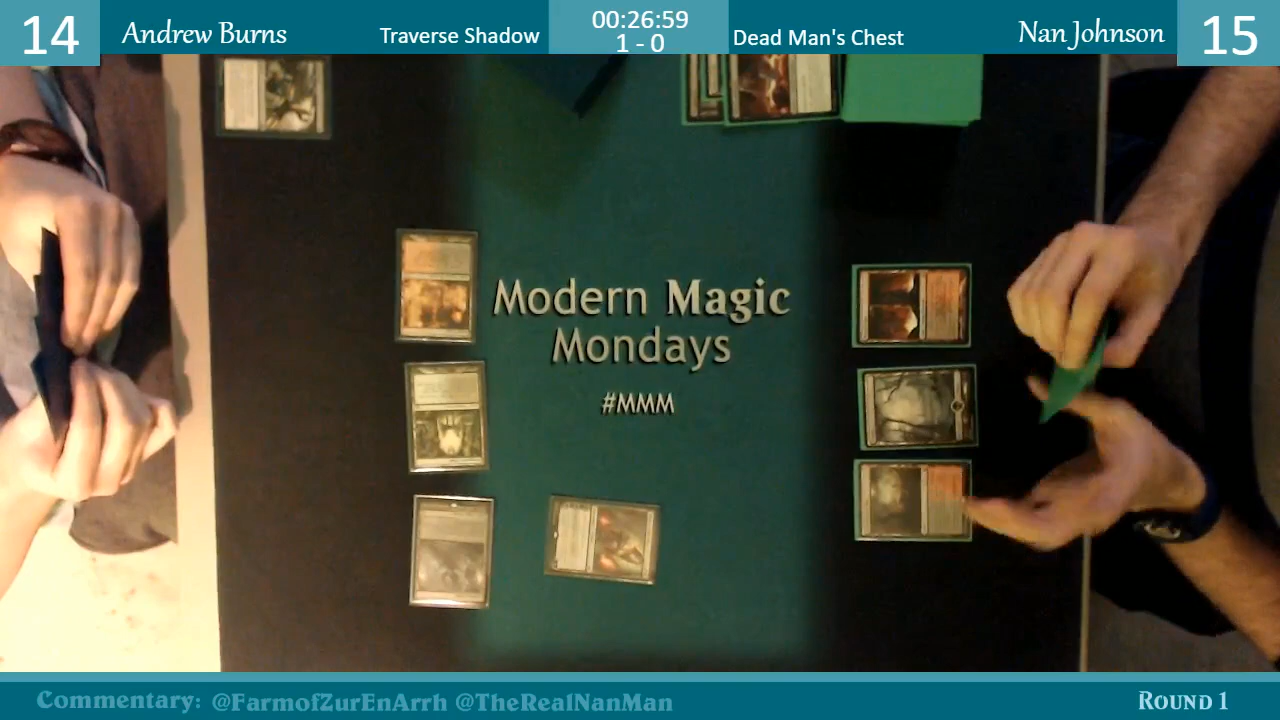 14 Andrew Burns Traverse Shadow 00:26:59 Dead Man's Chest Nan Johnson 15
1 - 0
Modern Magic
Mondays
#MMM
Commentary: @FarmofZurEnArrh @TheRealNanMan ROUND 1